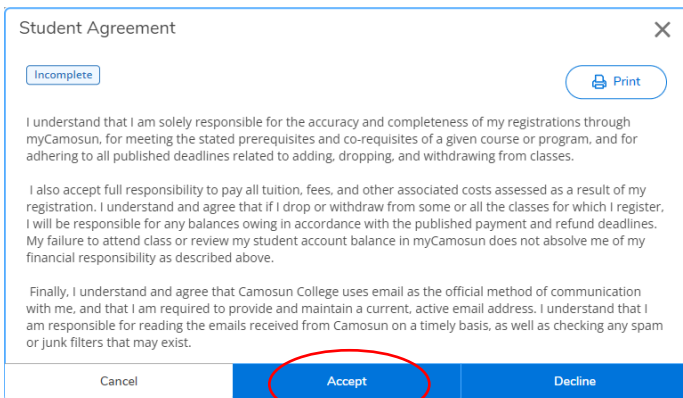 Student Agreement
Incomplete
Print
I understand that I am solely responsible for the accuracy and completeness of my registrations through
myCamosun, for meeting the stated prerequisites and co-requisites of a given course or program, and for
adhering to all published deadlines related to adding, dropping, and withdrawing from classes.
I also accept full responsibility to pay all tuition, fees, and other associated costs assessed as a result of my
registration. I understand and agree that if I drop or withdraw from some or all the classes for which I register,
I will be responsible for any balances owing in accordance with the published payment and refund deadlines.
My failure to attend class or review my student account balance in myCamosun does not absolve me of my
financial responsibility as described above.
Finally, I understand and agree that Camosun College uses email as the official method of communication
with me, and that I am required to provide and maintain a current, active email address. I understand that I
am responsible for reading the emails received from Camosun on a timely basis, as well as checking any spam
or junk filters that may exist.
Cancel
Accept
Decline